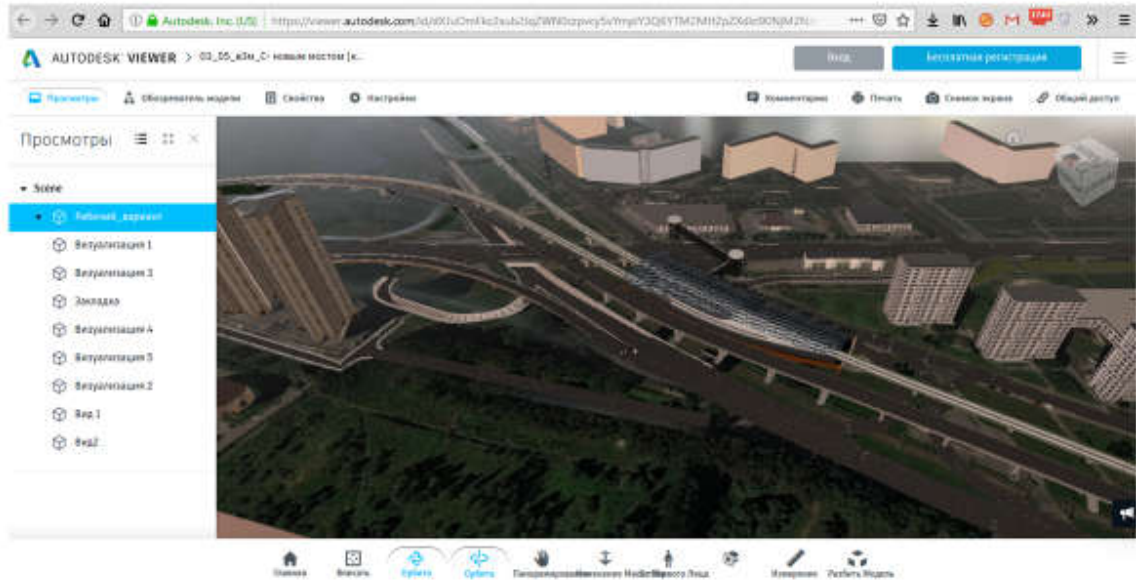 Autodesk, Inc. (US)
AUTODESK VIEWER >
Вход
Бесплатная регистрация
Просмотры
Обозреватель модели
Свойства
Настройки
Комментарии
Печать
Снимок экрана
Общий доступ
Просмотры
Scene
Рабочий_вариант
Визуализация 1
Визуализация 3
Закладка
Визуализация 4
Визуализация 5
Визуализация 2
Вид 1
Вид2
Главная
Вписать
Орбита
Орбита
Измерение
Разбить Модель